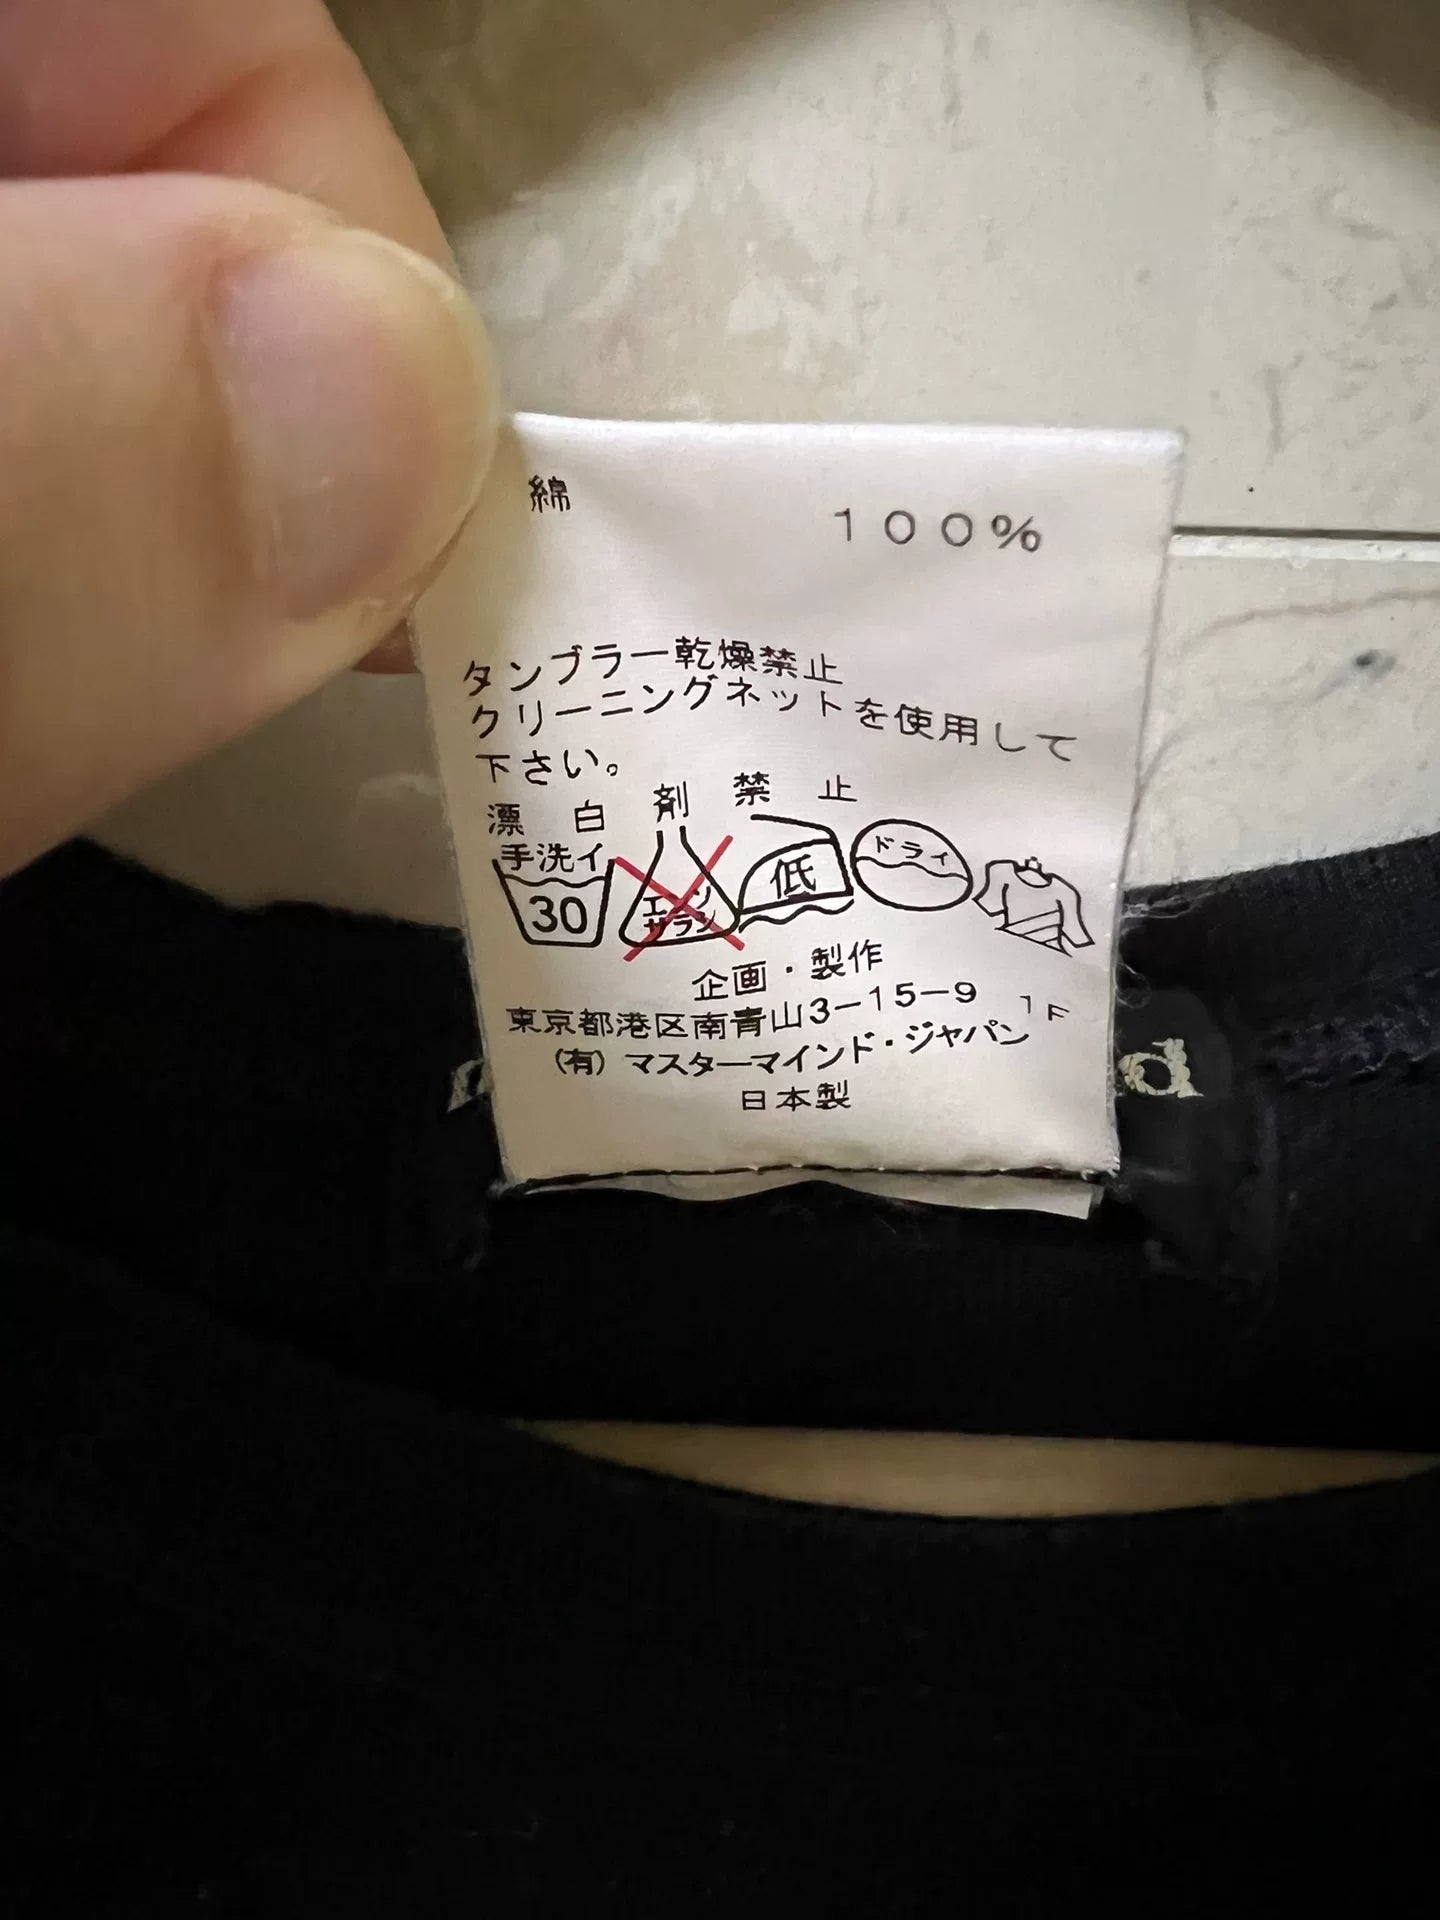 綿 100%
タンブラー乾燥禁止
クリーニングネットを使用して
下さい。
漂白剤禁止
手洗イ
30
エンソ
サラシ
低
ドライ
企画・製作
東京都港区南青山3-15-9 1F
(有) マスターマインド・ジャパン
日本製